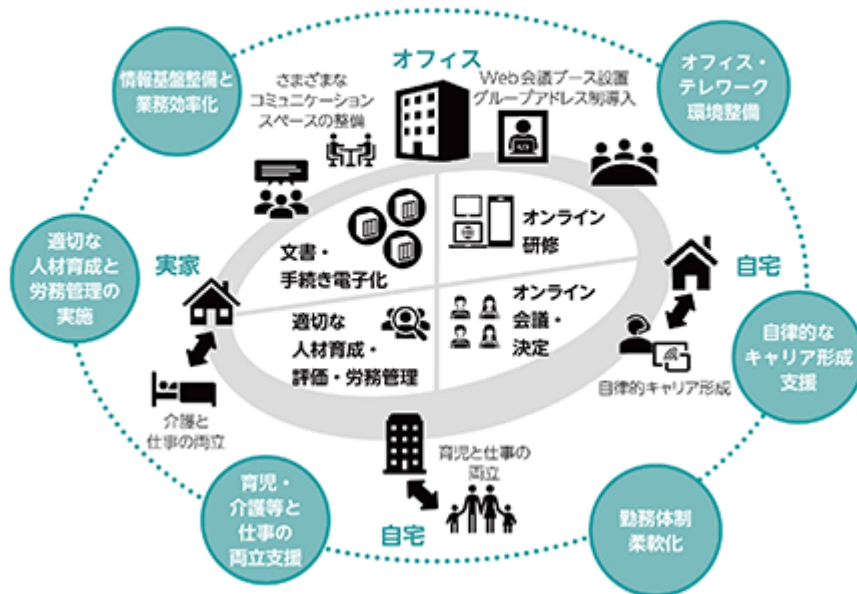 オフィス
情報基盤整備と
業務効率化
さまざまな
コミュニケーション
スペースの整備
Web会議ブース設置
グループアドレス制導入
オフィス・
テレワーク
環境整備
文書・
手続き電子化
オンライン
研修
適切な
人材育成と
労務管理の
実施
実家
自宅
適切な
人材育成・
評価・労務管理
オンライン
会議・
決定
自律的な
キャリア形成
支援
自律的キャリア形成
介護と
仕事の両立
育児と仕事の
両立
育児・
介護等と
仕事の
両立支援
自宅
勤務体制
柔軟化